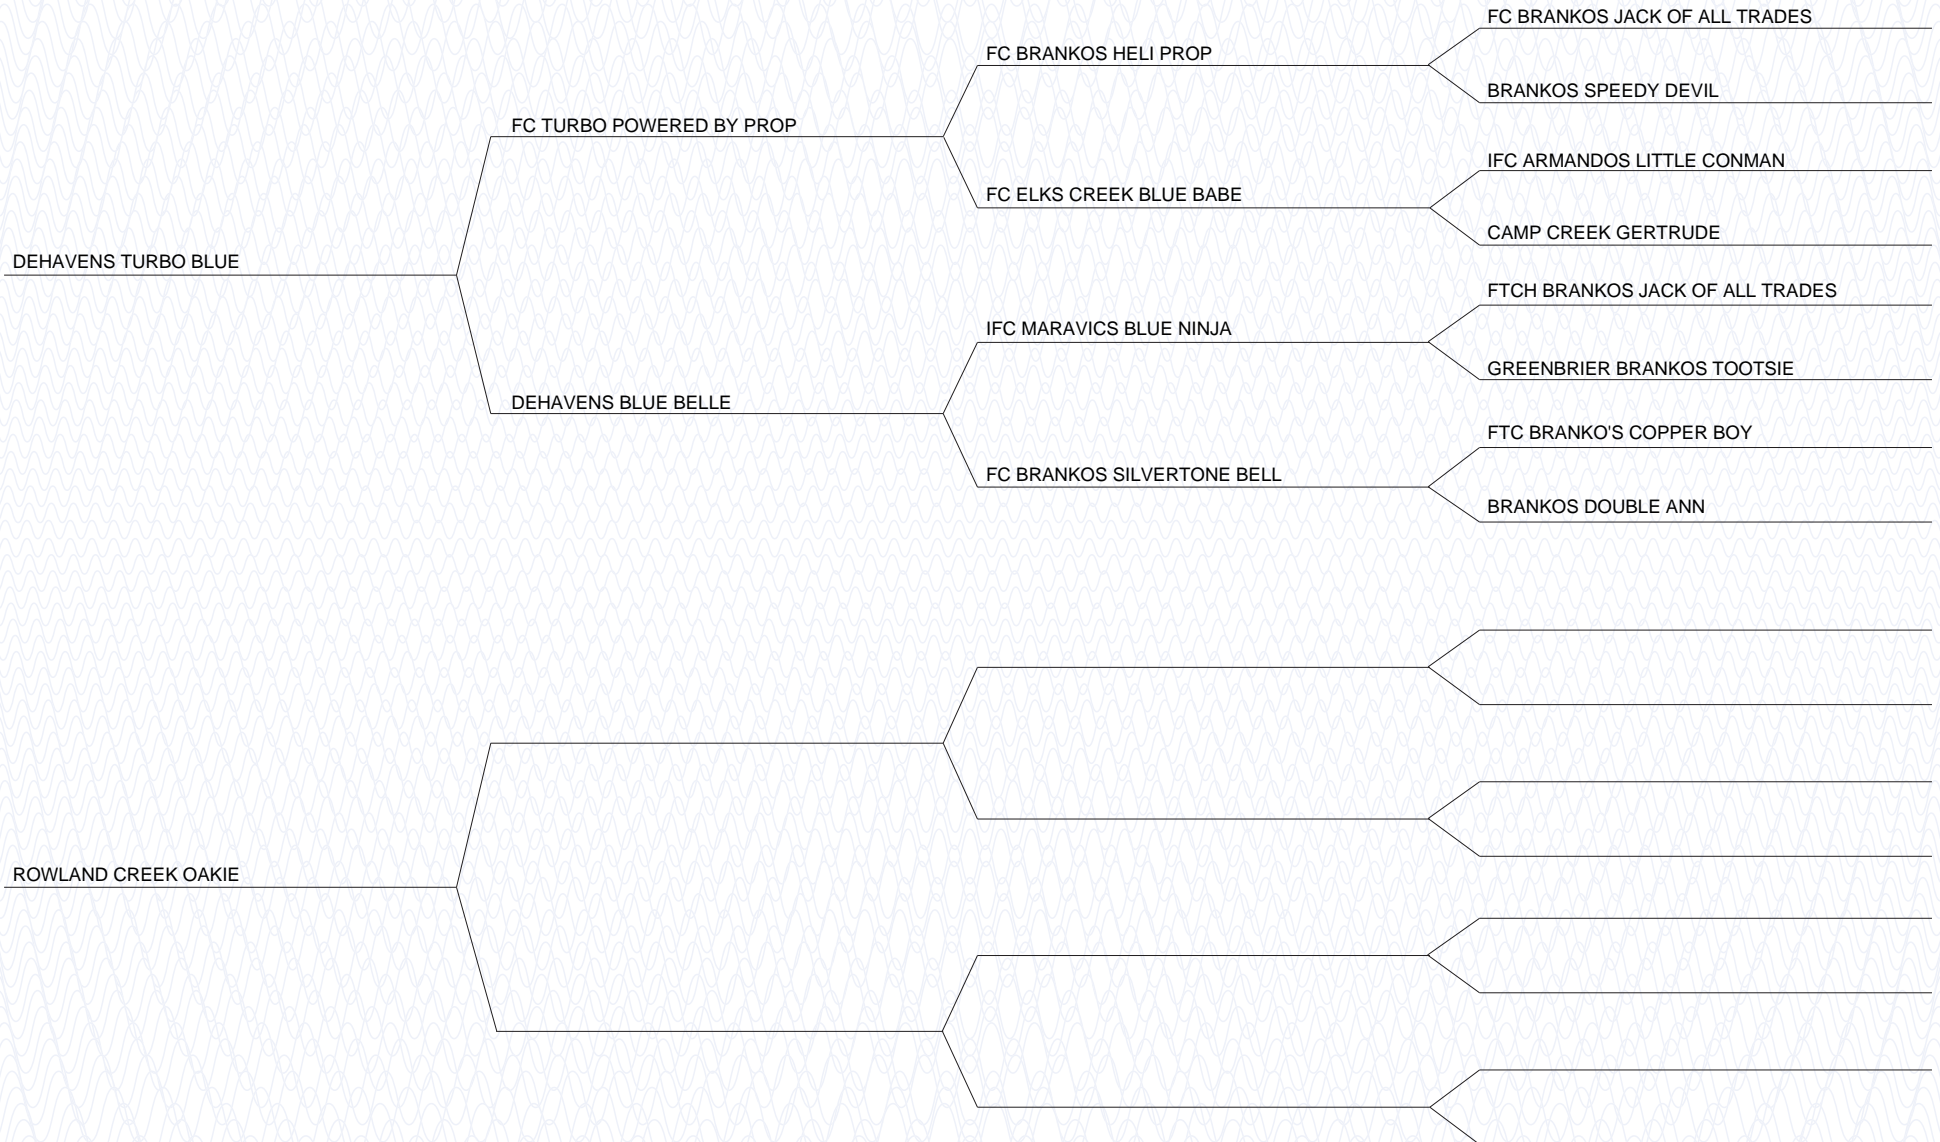 FC BRANKOS JACK OF ALL TRADES
FC BRANKOS HELI PROP
BRANKOS SPEEDY DEVIL
FC TURBO POWERED BY PROP
IFC ARMANDOS LITTLE CONMAN
FC ELKS CREEK BLUE BABE
CAMP CREEK GERTRUDE
DEHAVENS TURBO BLUE
FTCH BRANKOS JACK OF ALL TRADES
IFC MARAVICS BLUE NINJA
GREENBRIER BRANKOS TOOTSIE
DEHAVENS BLUE BELLE
FTC BRANKO'S COPPER BOY
FC BRANKOS SILVERTONE BELL
BRANKOS DOUBLE ANN
ROWLAND CREEK OAKIE